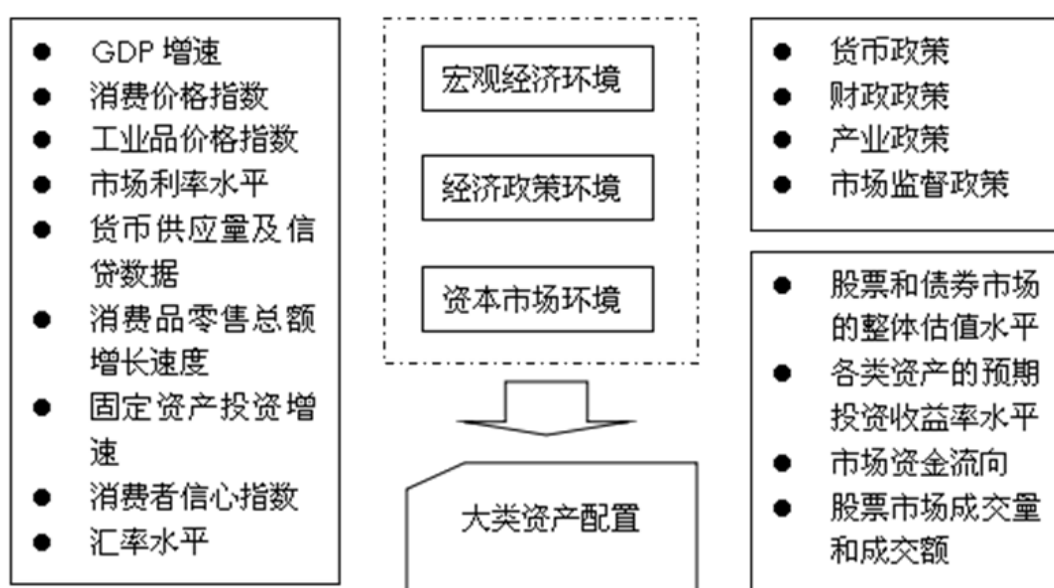 ● GDP 增速
● 消费价格指数
● 工业品价格指数
● 市场利率水平
● 货币供应量及信
贷数据
● 消费品零售总额
增长速度
● 固定资产投资增
速
● 消费者信心指数
● 汇率水平
宏观经济环境
经济政策环境
资本市场环境
大类资产配置
● 货币政策
● 财政政策
● 产业政策
● 市场监督政策
● 股票和债券市场
的整体估值水平
● 各类资产的预期
投资收益率水平
● 市场资金流向
● 股票市场成交量
和成交额